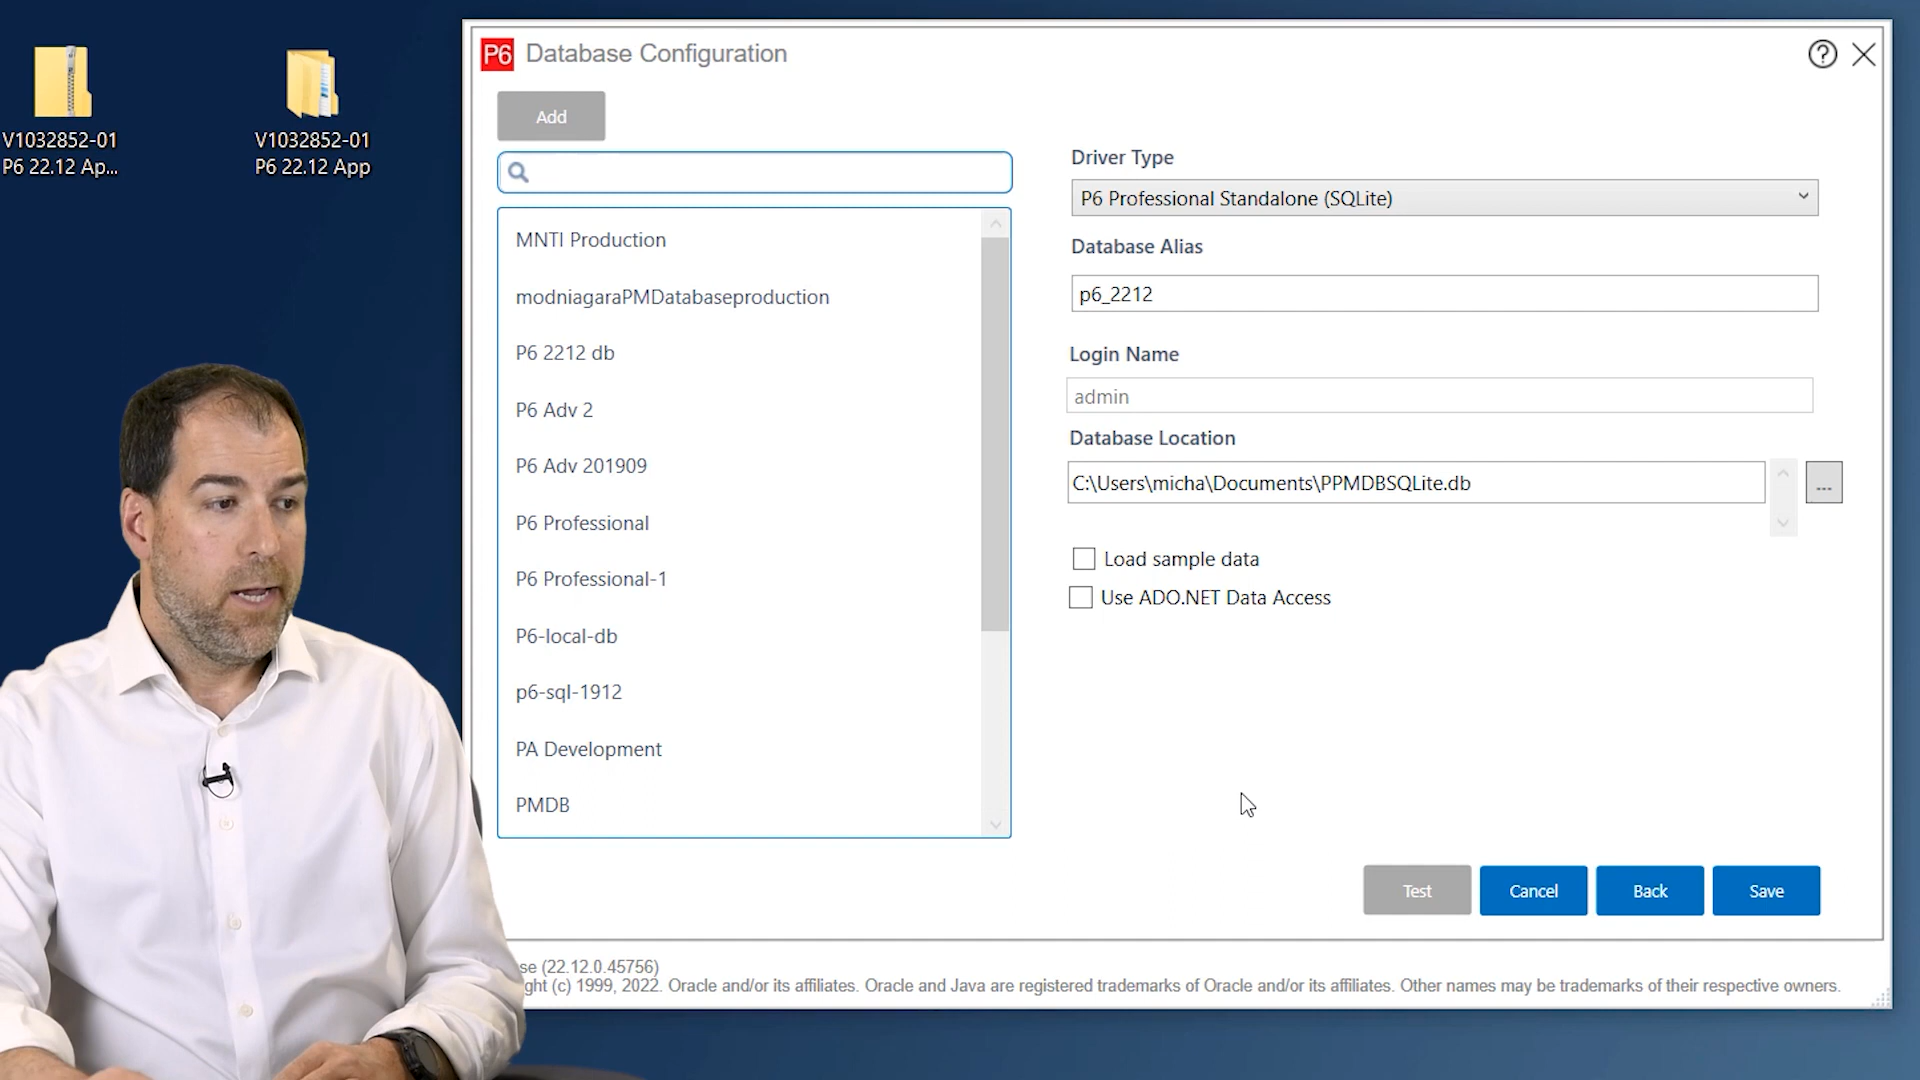 V1032852-01
P6 22.12 Ap...
V1032852-01
P6 22.12 App
P6 Database Configuration
Add
MNTI Production
modniagaraPMDatabaseproduction
P6 2212 db
P6 Adv 2
P6 Adv 201909
P6 Professional
P6 Professional-1
P6-local-db
p6-sql-1912
PA Development
PMDB
Driver Type
P6 Professional Standalone (SQLite)
Database Alias
p6_2212
Login Name
admin
Database Location
C:\Users\micha\Documents\PPMDBSQLite.db
...
Load sample data
Use ADO.NET Data Access
Test
Cancel
Back
Save
se (22.12.0.45756)
ght (c) 1999, 2022. Oracle and/or its affiliates. Oracle and Java are registered trademarks of Oracle and/or its affiliates. Other names may be trademarks of their respective owners.